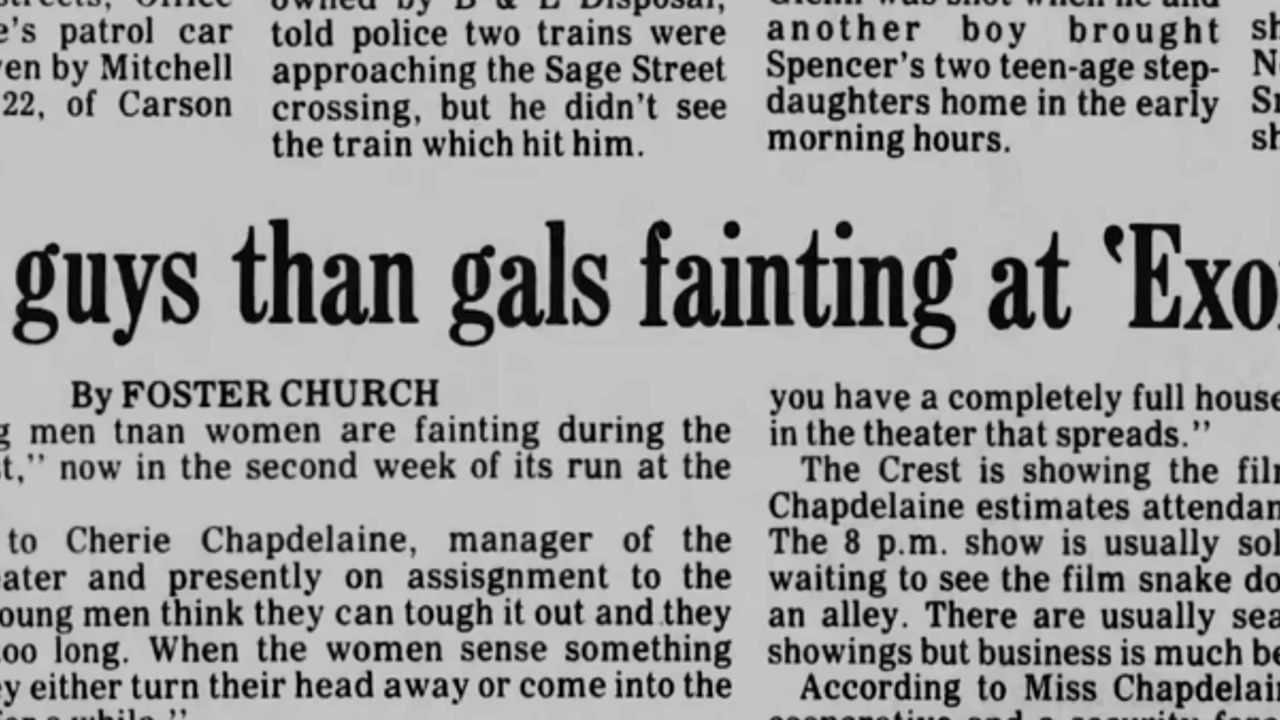 e's patrol car
ven by Mitchell
22, of Carson
owned by B & L Disposal,
told police two trains were
approaching the Sage Street
crossing, but he didn't see
the train which hit him.
Glenn was shot when he and
another boy brought
Spencer's two teen-age step-
daughters home in the early
morning hours.
guys than gals fainting at 'Exo
By FOSTER CHURCH
g men tnan women are fainting during the
t,'' now in the second week of its run at the
to Cherie Chapdelaine, manager of the
eater and presently on assisgnment to the
oung men think they can tough it out and they
oo long. When the women sense something
ey either turn their head away or come into the
for a while.''
you have a completely full house
in the theater that spreads.''
The Crest is showing the fil
Chapdelaine estimates attendan
The 8 p.m. show is usually sol
waiting to see the film snake do
an alley. There are usually sea
showings but business is much be
According to Miss Chapdelai